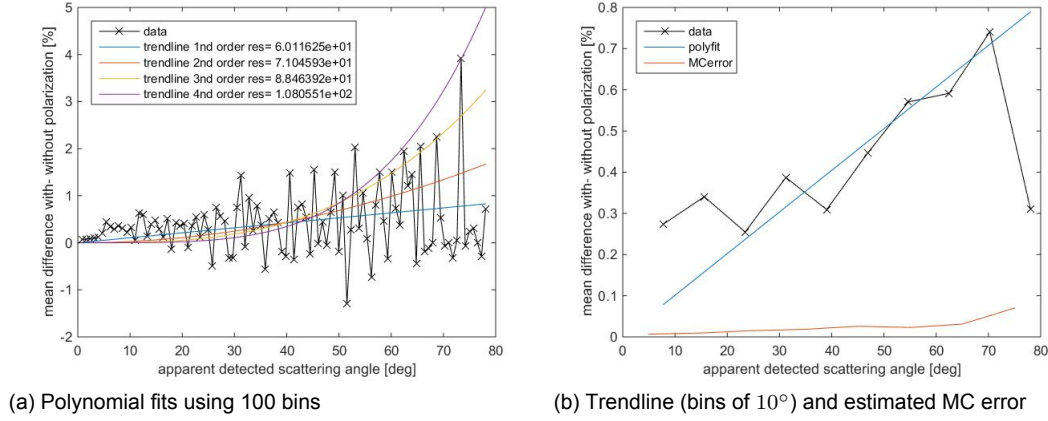 5
4
3
2
1
0
-1
-2
mean difference with- without polarization [%]
data
trendline 1nd order res= 6.011625e+01
trendline 2nd order res= 7.104593e+01
trendline 3nd order res= 8.846392e+01
trendline 4nd order res= 1.080551e+02
0 10 20 30 40 50 60 70 80
apparent detected scattering angle [deg]
(a) Polynomial fits using 100 bins
0.8
0.7
0.6
0.5
0.4
0.3
0.2
0.1
0
mean difference with- without polarization [%]
data
polyfit
MCerror
0 10 20 30 40 50 60 70 80
apparent detected scattering angle [deg]
(b) Trendline (bins of 10°) and estimated MC error